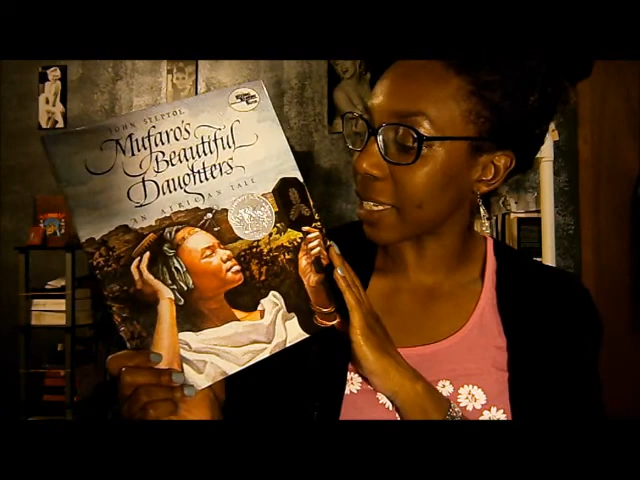 JOHN STEPTOE
Mufaro's
Beautiful
Daughters
AN AFRICAN TALE